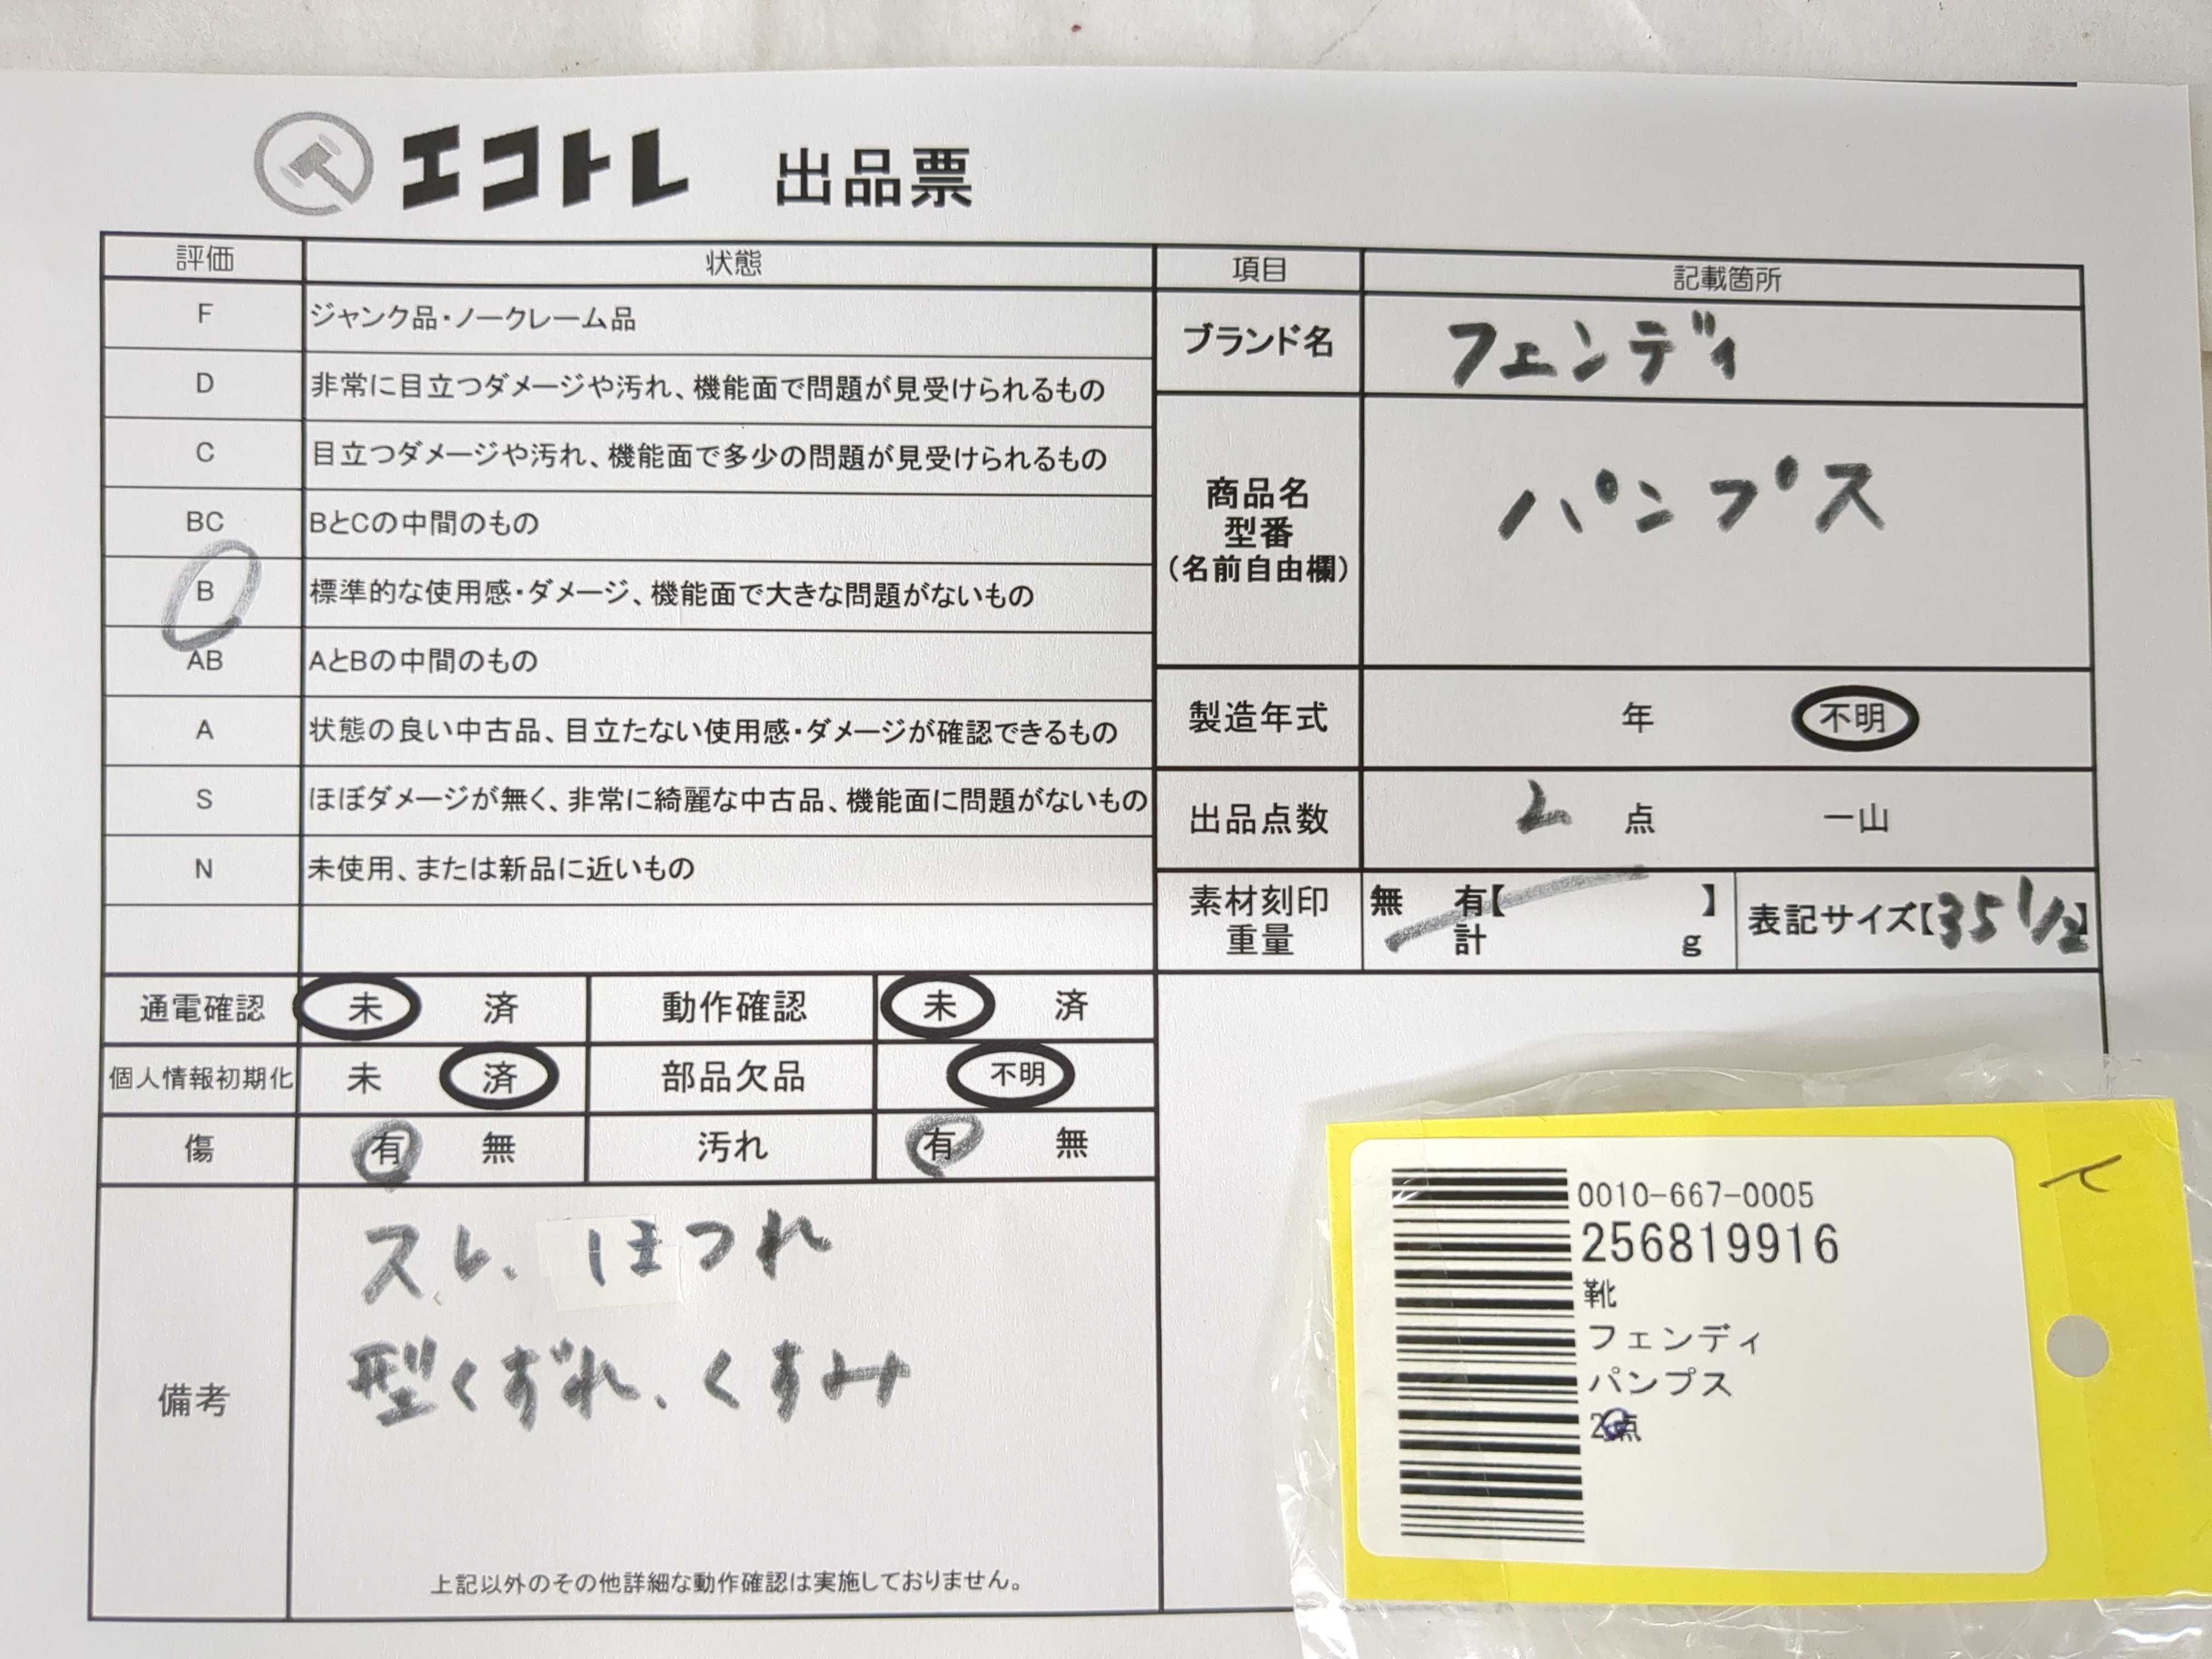 エコトレ 出品票
評価 状態 項目 記載箇所
F ジャンク品・ノークレーム品
D 非常に目立つダメージや汚れ、機能面で問題が見受けられるもの
C 目立つダメージや汚れ、機能面で多少の問題が見受けられるもの
BC BとCの中間のもの
B 標準的な使用感・ダメージ、機能面で大きな問題がないもの
AB AとBの中間のもの
A 状態の良い中古品、目立たない使用感・ダメージが確認できるもの
S ほぼダメージが無く、非常に綺麗な中古品、機能面に問題がないもの
N 未使用、または新品に近いもの
ブランド名 フェンディ
商品名
型番
(名前自由欄)
パンプス
製造年式 年 不明
出品点数 2 点 一山
素材刻印 無 有【 】
重量 計 g
表記サイズ【35 1/2】
通電確認 未 済 動作確認 未 済
個人情報初期化 未 済 部品欠品 不明
傷 有 無 汚れ 有 無
備考
スレ、ほつれ
型くずれ、くすみ
上記以外のその他詳細な動作確認は実施しておりません。
0010-667-0005
256819916
靴
フェンディ
パンプス